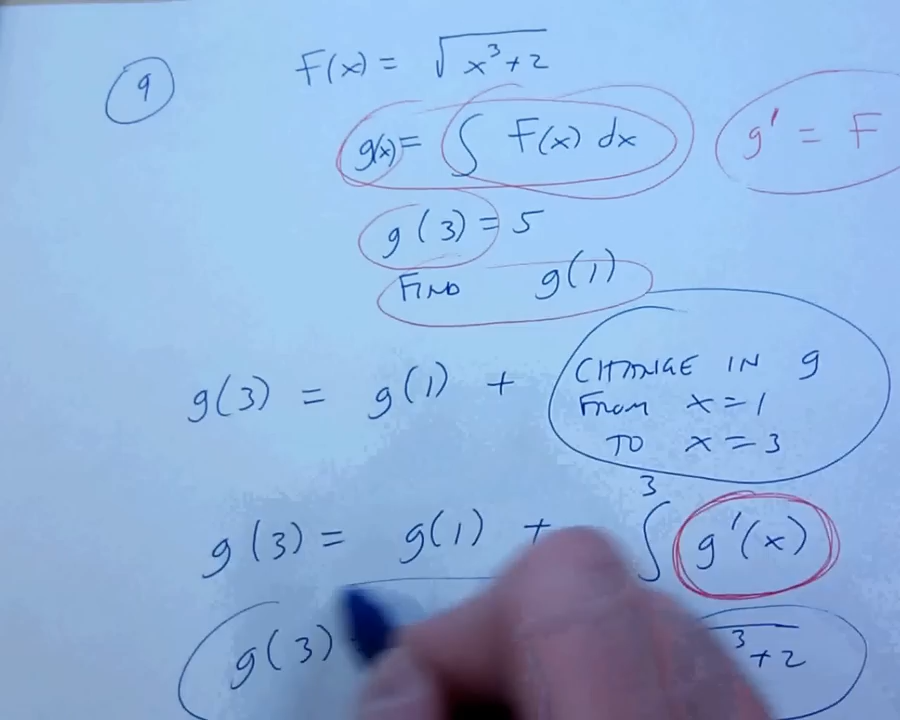 9 F(x) = √x³+2
g(x) = ∫ F(x) dx g' = F
g(3) = 5
FIND g(1)
g(3) = g(1) + CHANGE IN g
FROM x = 1
TO x = 3
g(3) = g(1) + ∫ 3 g'(x)
g(3) ³+2